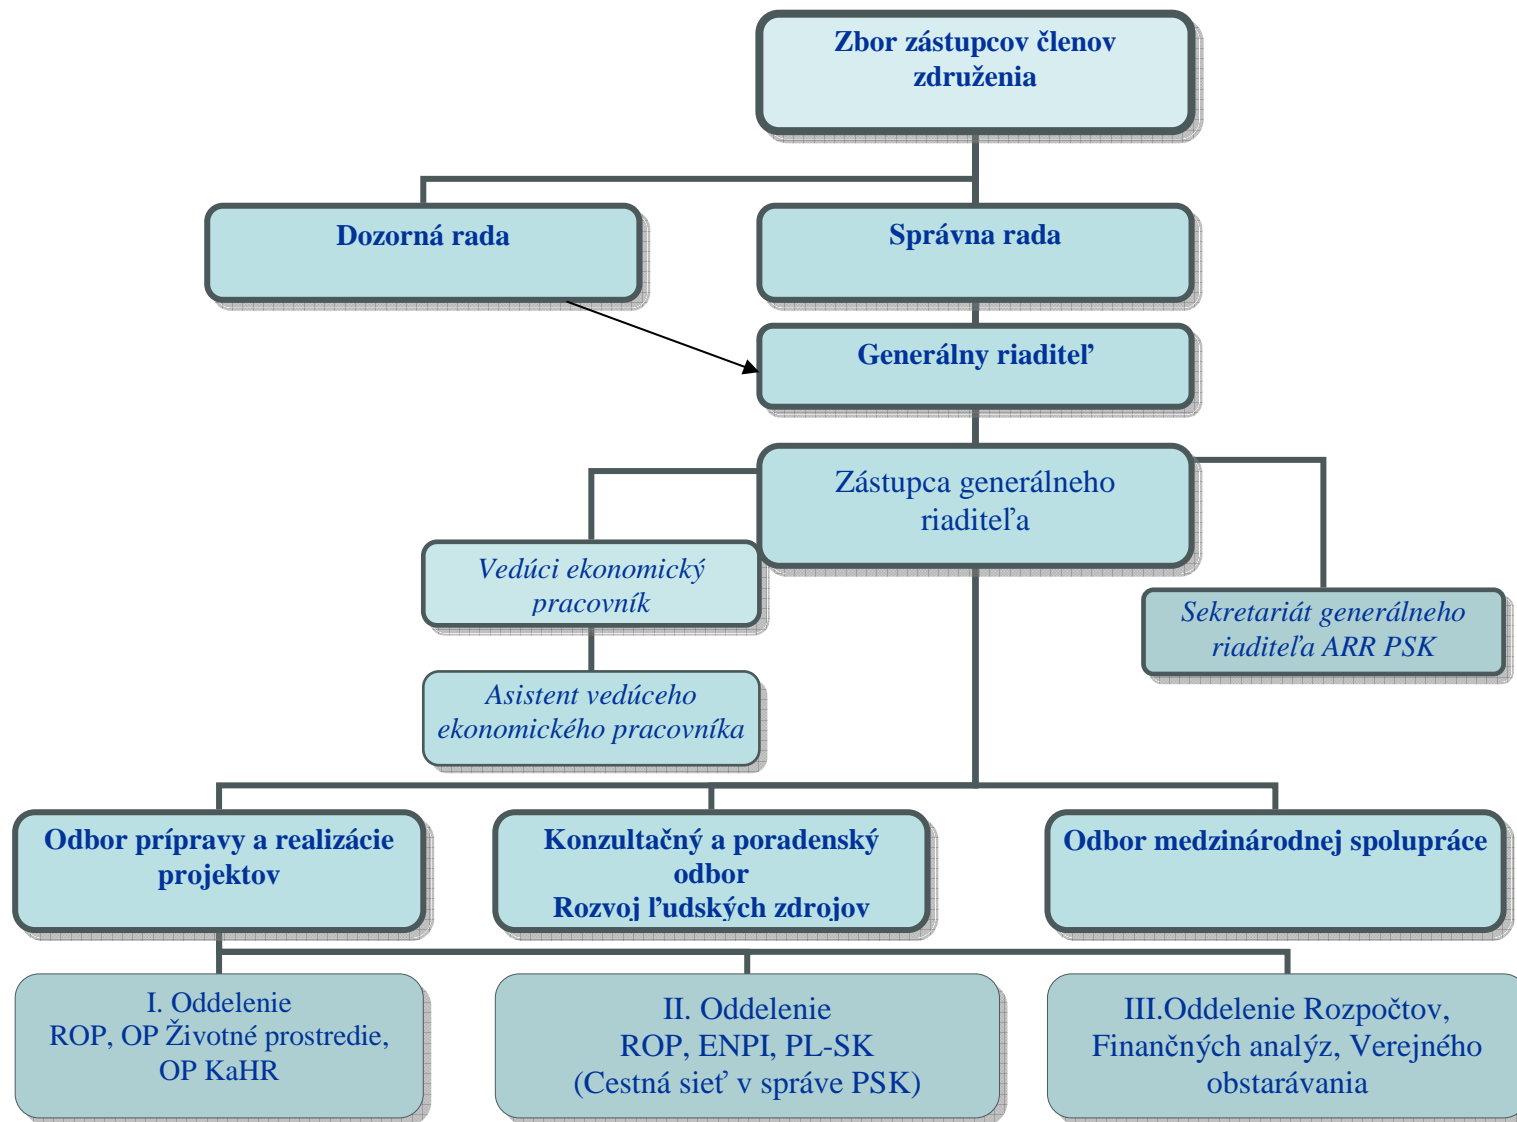 Zbor zástupcov členov
združenia
Dozorná rada
Správna rada
Generálny riaditeľ
Zástupca generálneho
riaditeľa
Vedúci ekonomický
pracovník
Sekretariát generálneho
riaditeľa ARR PSK
Asistent vedúceho
ekonomického pracovníka
Odbor prípravy a realizácie
projektov
Konzultačný a poradenský
odbor
Rozvoj ľudských zdrojov
Odbor medzinárodnej spolupráce
I. Oddelenie
ROP, OP Životné prostredie,
OP KaHR
II. Oddelenie
ROP, ENPI, PL-SK
(Cestná sieť v správe PSK)
III.Oddelenie Rozpočtov,
Finančných analýz, Verejného
obstarávania